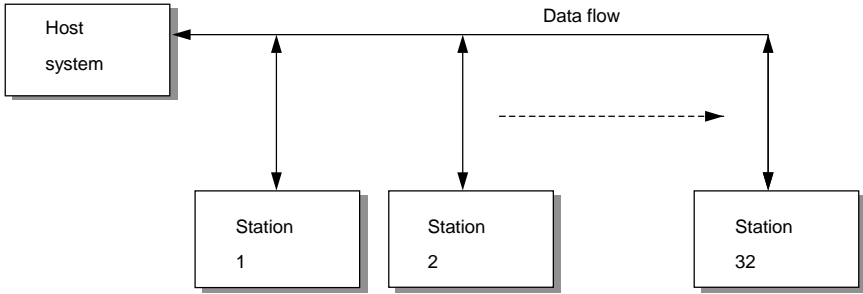 Data flow
Host
system
Station
1
Station
2
Station
32